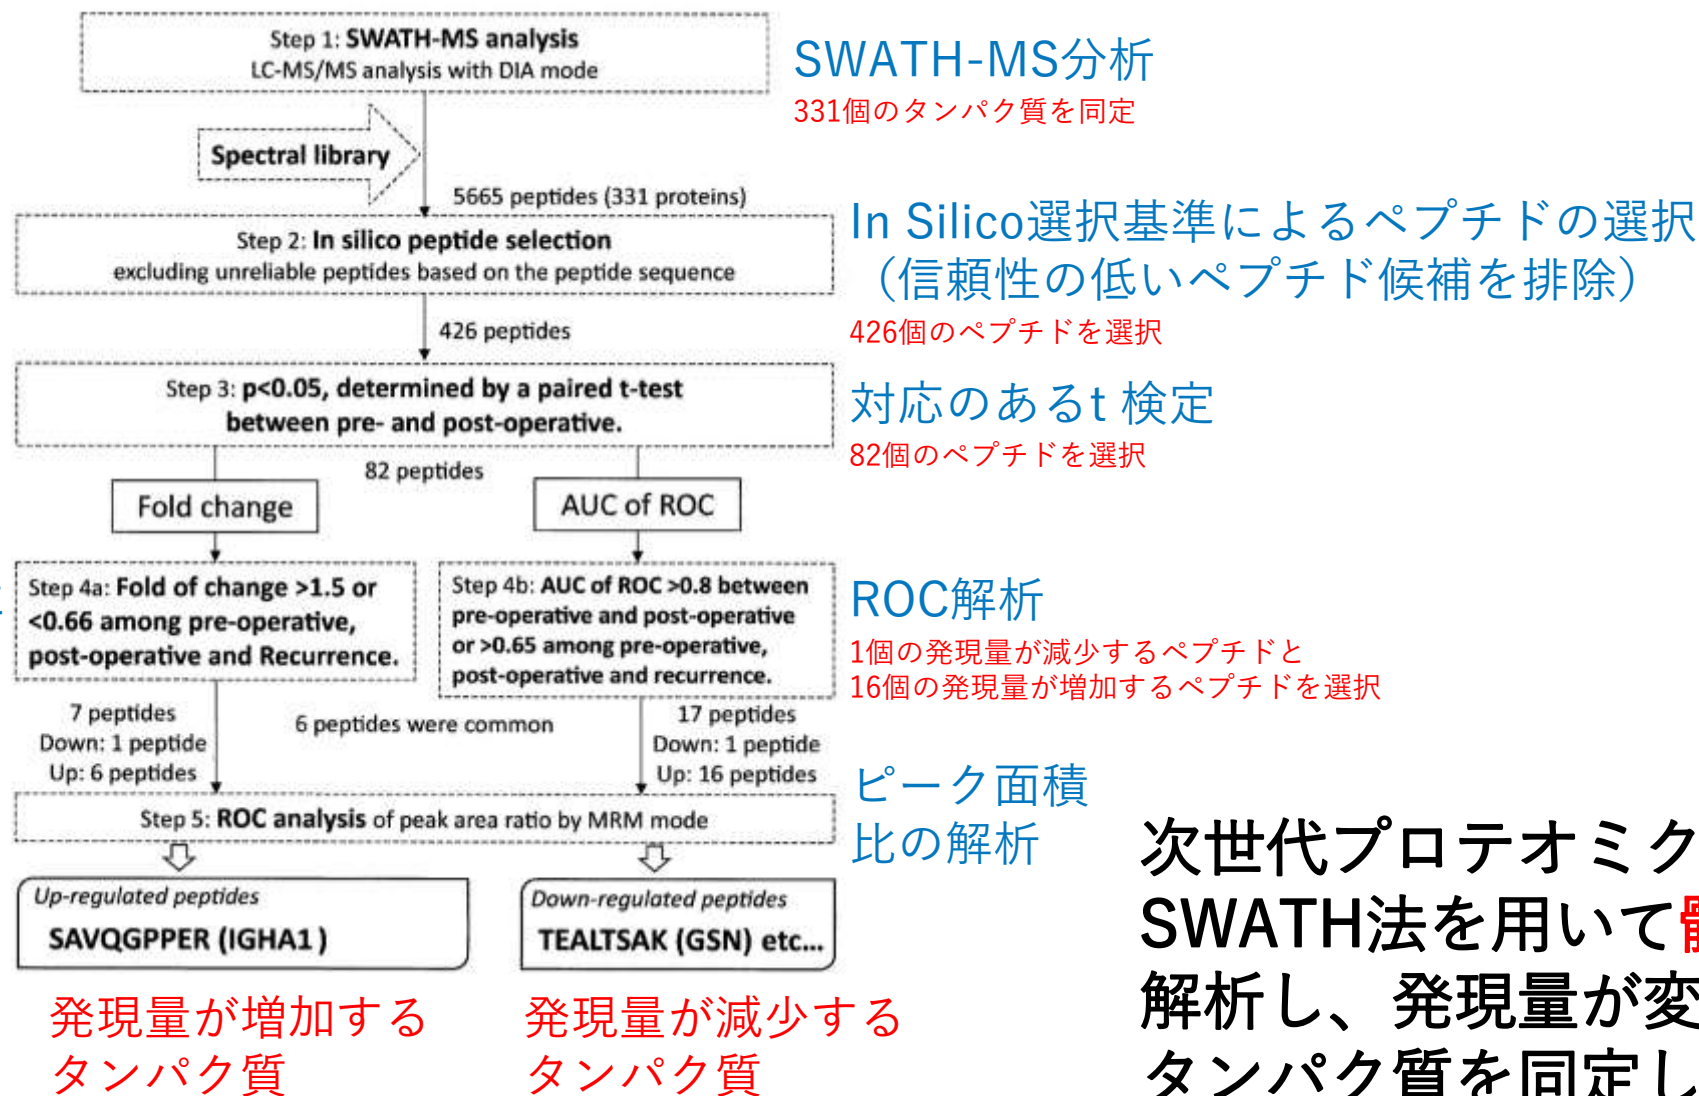 Step 1: SWATH-MS analysis
LC-MS/MS analysis with DIA mode
SWATH-MS分析
331個のタンパク質を同定
Spectral library
5665 peptides (331 proteins)
Step 2: In silico peptide selection
excluding unreliable peptides based on the peptide sequence
In Silico選択基準によるペプチドの選択
（信頼性の低いペプチド候補を排除）
426個のペプチドを選択
426 peptides
Step 3: p<0.05, determined by a paired t-test
between pre- and post-operative.
対応のあるt 検定
82個のペプチドを選択
82 peptides
Fold change
AUC of ROC
Step 4a: Fold of change >1.5 or
<0.66 among pre-operative,
post-operative and Recurrence.
Step 4b: AUC of ROC >0.8 between
pre-operative and post-operative
or >0.65 among pre-operative,
post-operative and recurrence.
ROC解析
1個の発現量が減少するペプチドと
16個の発現量が増加するペプチドを選択
7 peptides
Down: 1 peptide
Up: 6 peptides
6 peptides were common
17 peptides
Down: 1 peptide
Up: 16 peptides
ピーク面積
比の解析
Step 5: ROC analysis of peak area ratio by MRM mode
Up-regulated peptides
SAVQGPPER (IGHA1)
Down-regulated peptides
TEALTSAK (GSN) etc...
発現量が増加する
タンパク質
発現量が減少する
タンパク質
次世代プロテオミク
SWATH法を用いて
解析し、発現量が変
タンパク質を同定し